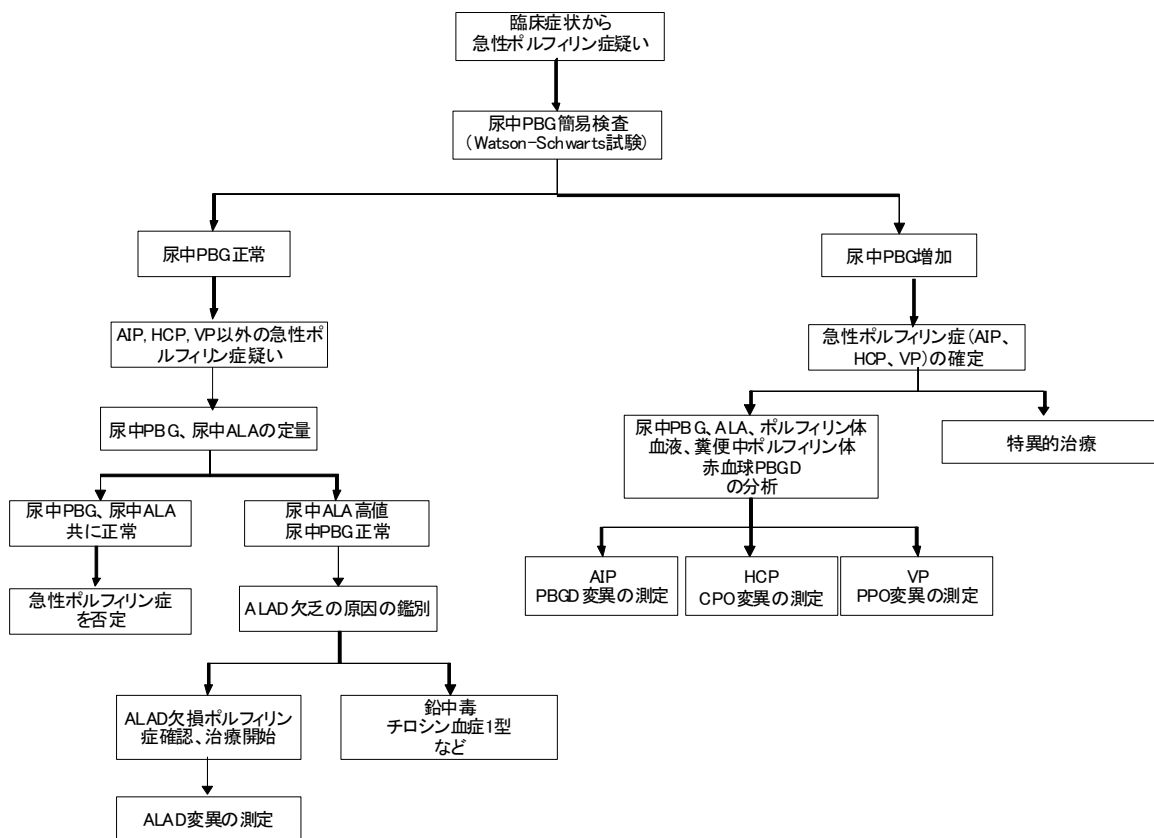 臨床症状から
急性ポルフィリン症疑い
尿中PBG簡易検査
(Watson-Schwarts試験)
尿中PBG正常
尿中PBG増加
AIP, HCP, VP以外の急性ポ
ルフィリン症疑い
急性ポルフィリン症(AIP、
HCP、VP)の確定
尿中PBG、尿中ALAの定量
尿中PBG、ALA、ポルフィリン体
血液、糞便中ポルフィリン体
赤血球PBGD
の分析
特異的治療
尿中PBG、尿中ALA
共に正常
尿中ALA高値
尿中PBG正常
AIP
PBGD変異の測定
HCP
CPO変異の測定
VP
PPO変異の測定
急性ポルフィリン症
を否定
ALAD欠乏の原因の鑑別
ALAD欠損ポルフィリン
症確認、治療開始
鉛中毒
チロシン血症1型
など
ALAD変異の測定